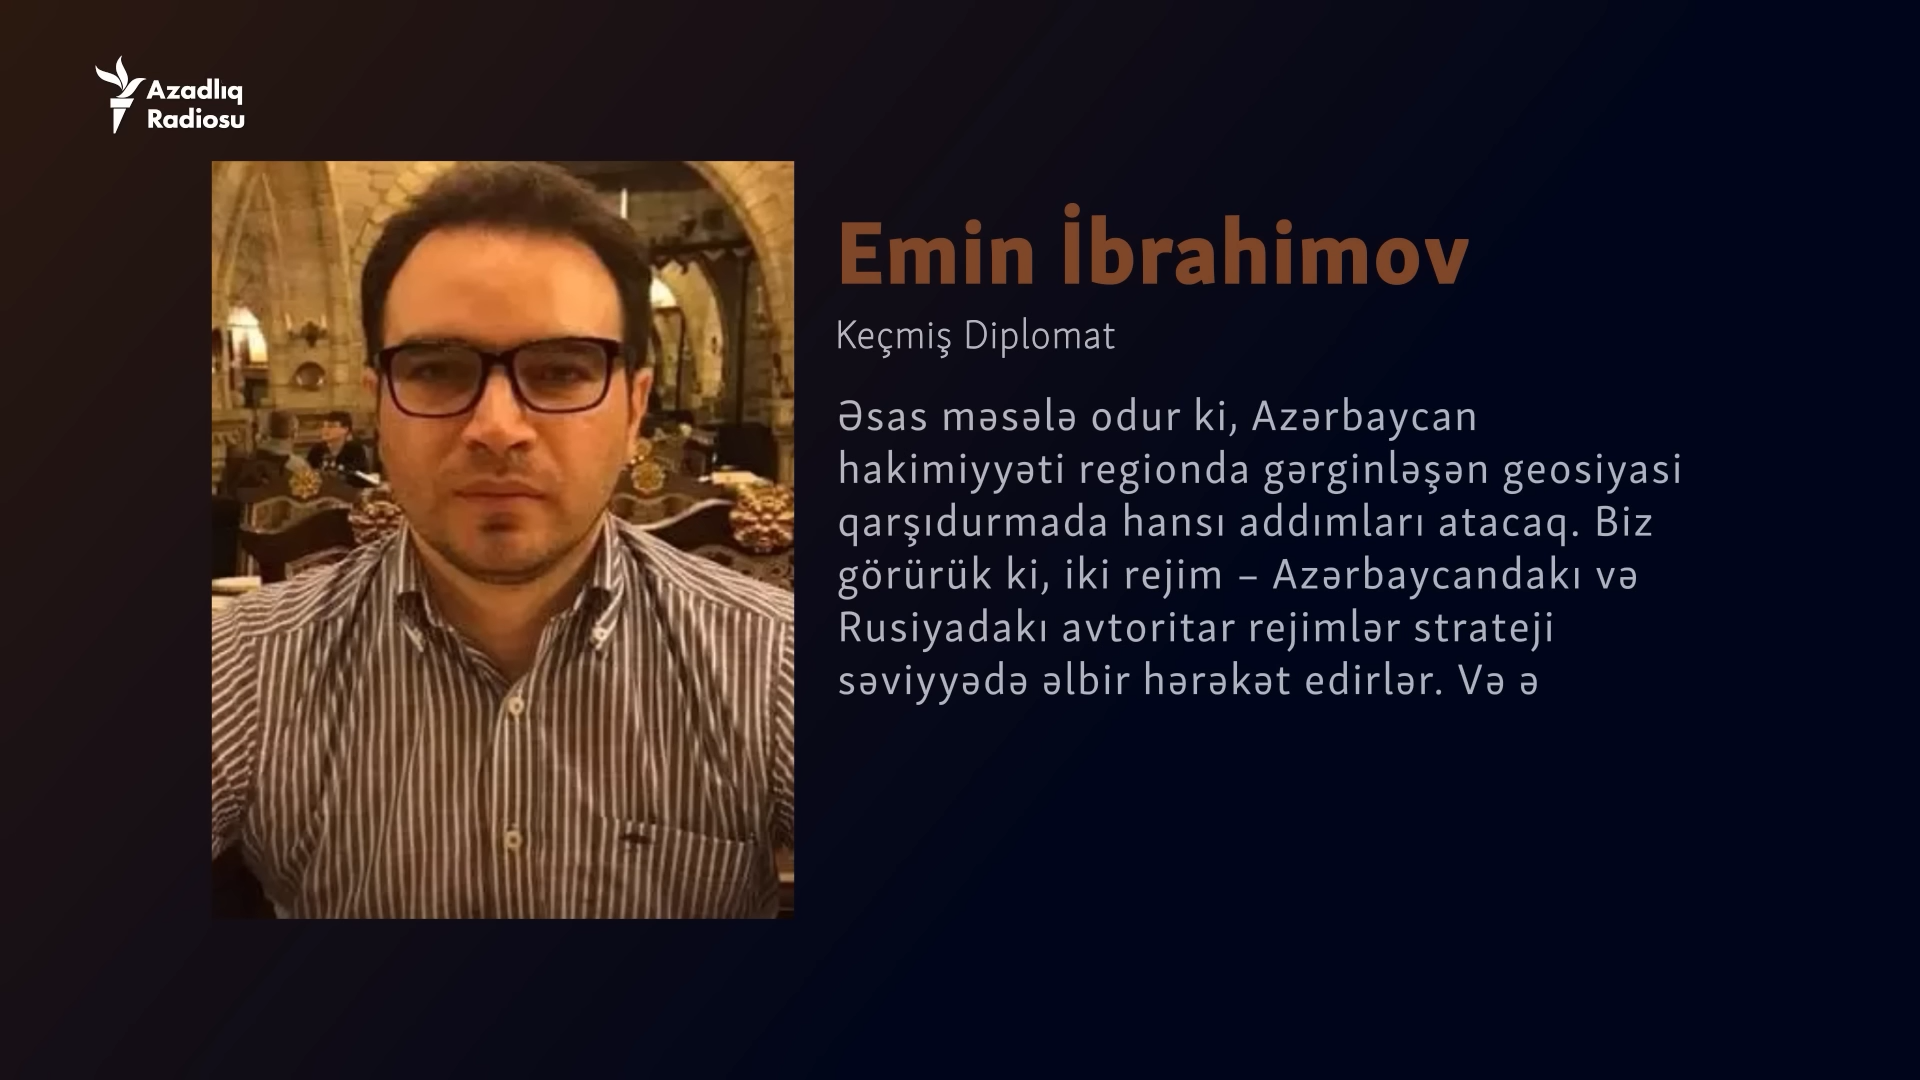 Azadlıq
Radiosu
Emin İbrahimov
Keçmiş Diplomat
Əsas məsələ odur ki, Azərbaycan
hakimiyyəti regionda gərginləşən geosiyasi
qarşıdurmada hansı addımları atacaq. Biz
görürük ki, iki rejim – Azərbaycandakı və
Rusiyadakı avtoritar rejimlər strateji
səviyyədə əlbir hərəkət edirlər. Və ə